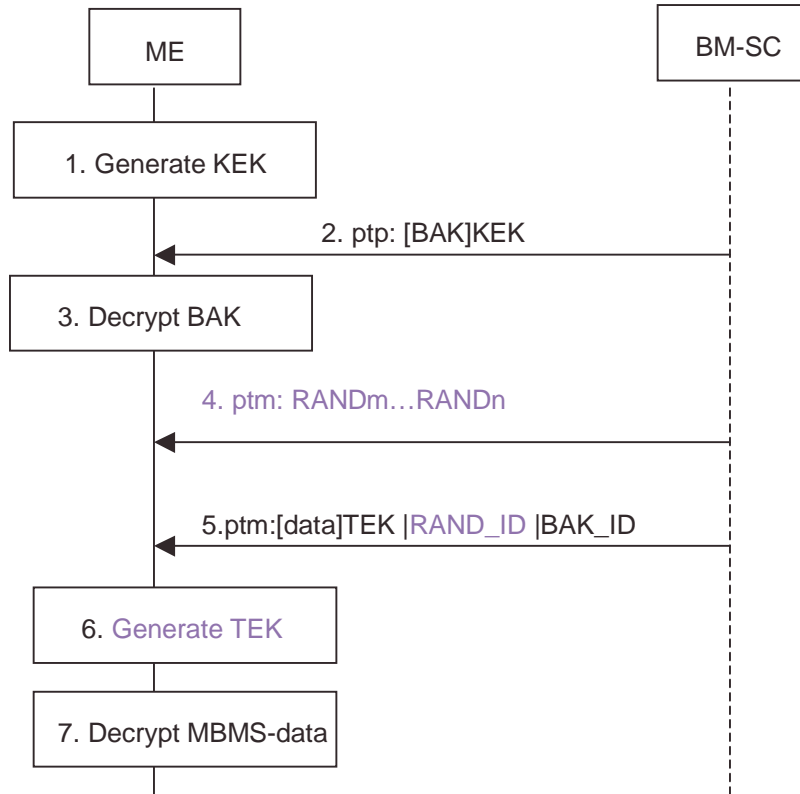 ME
BM-SC
1. Generate KEK
2. ptp: [BAK]KEK
3. Decrypt BAK
4. ptm: RANDm…RANDn
5.ptm:[data]TEK |RAND_ID |BAK_ID
6. Generate TEK
7. Decrypt MBMS-data